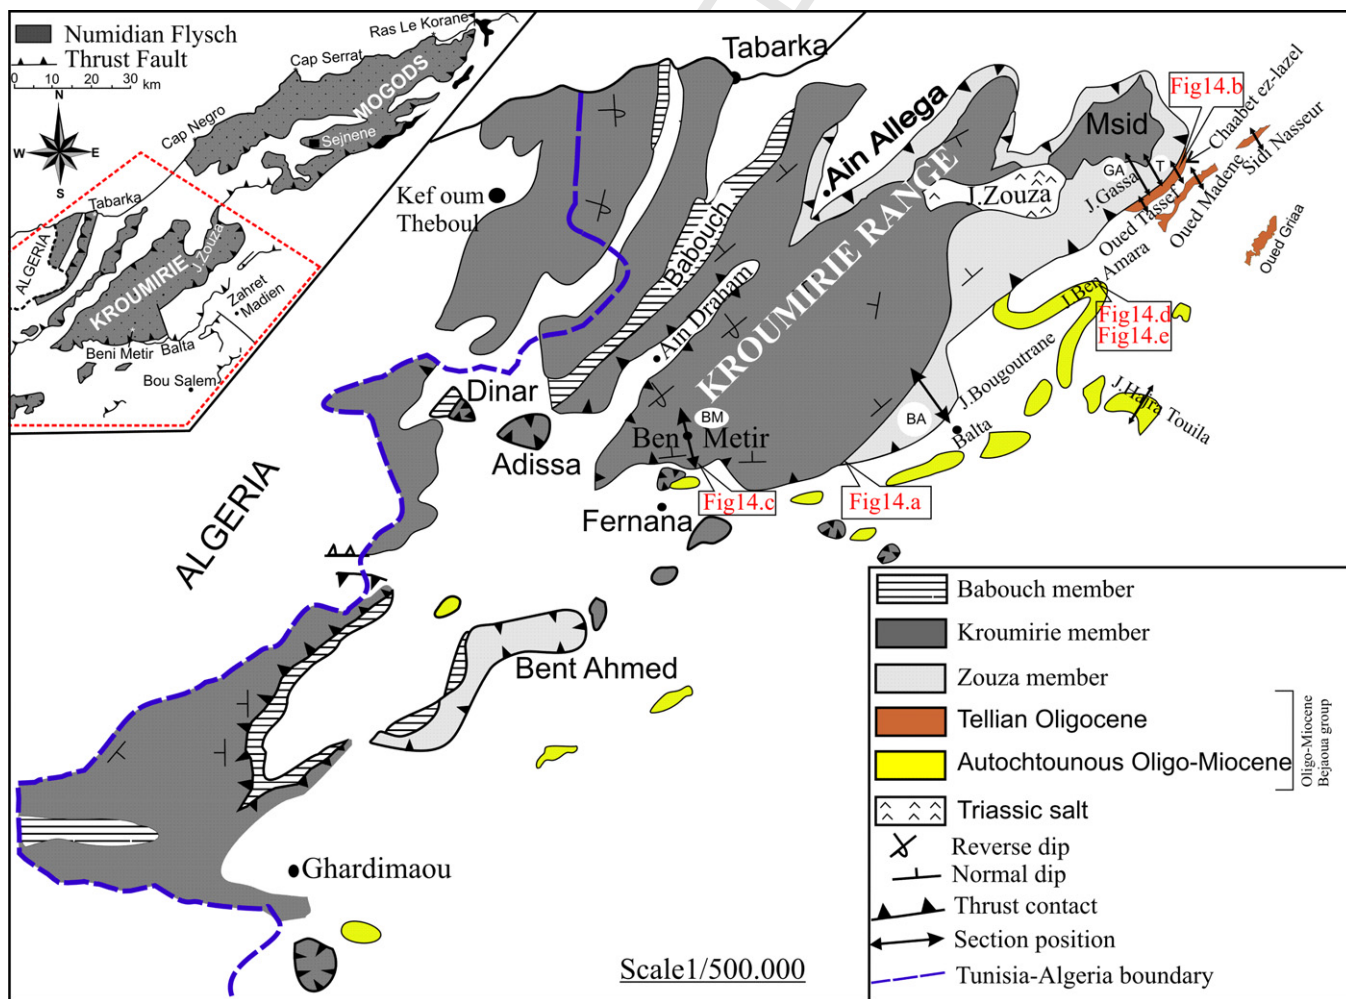 Numidian Flysch
Thrust Fault
0 10 20 30 km
N
W E
S
Ras Le Korane
Cap Serrat
MOGODS
Cap Negro
Sejnene
Tabarka
ALGERIA
KROUMIRIE
J.Zouza
Zahret
Madien
Beni Metir
Balta
Bou Salem
Tabarka
Kef oum
Theboul
Babouch
Ain Allega
Msid
Fig14.b
Chaabet ez-lazel
Sidi Nasseur
GA
T
J.Zouza
J.Gassa
Oued Tassef
Oued Madene
Oued Griaa
KROUMIRIE RANGE
Ain Draham
J.Ben Amara
Fig14.d
Fig14.e
Dinar
Adissa
BM
Ben Metir
BA
J.Bougoutrane
Balta
J.Hajra Touila
Fig14.c
Fig14.a
Fernana
ALGERIA
Bent Ahmed
Ghardimaou
Scale1/500.000
Babouch member
Kroumirie member
Zouza member
Tellian Oligocene
Autochtounous Oligo-Miocene
Oligo-Miocene
Bejaoua group
Triassic salt
Reverse dip
Normal dip
Thrust contact
Section position
Tunisia-Algeria boundary